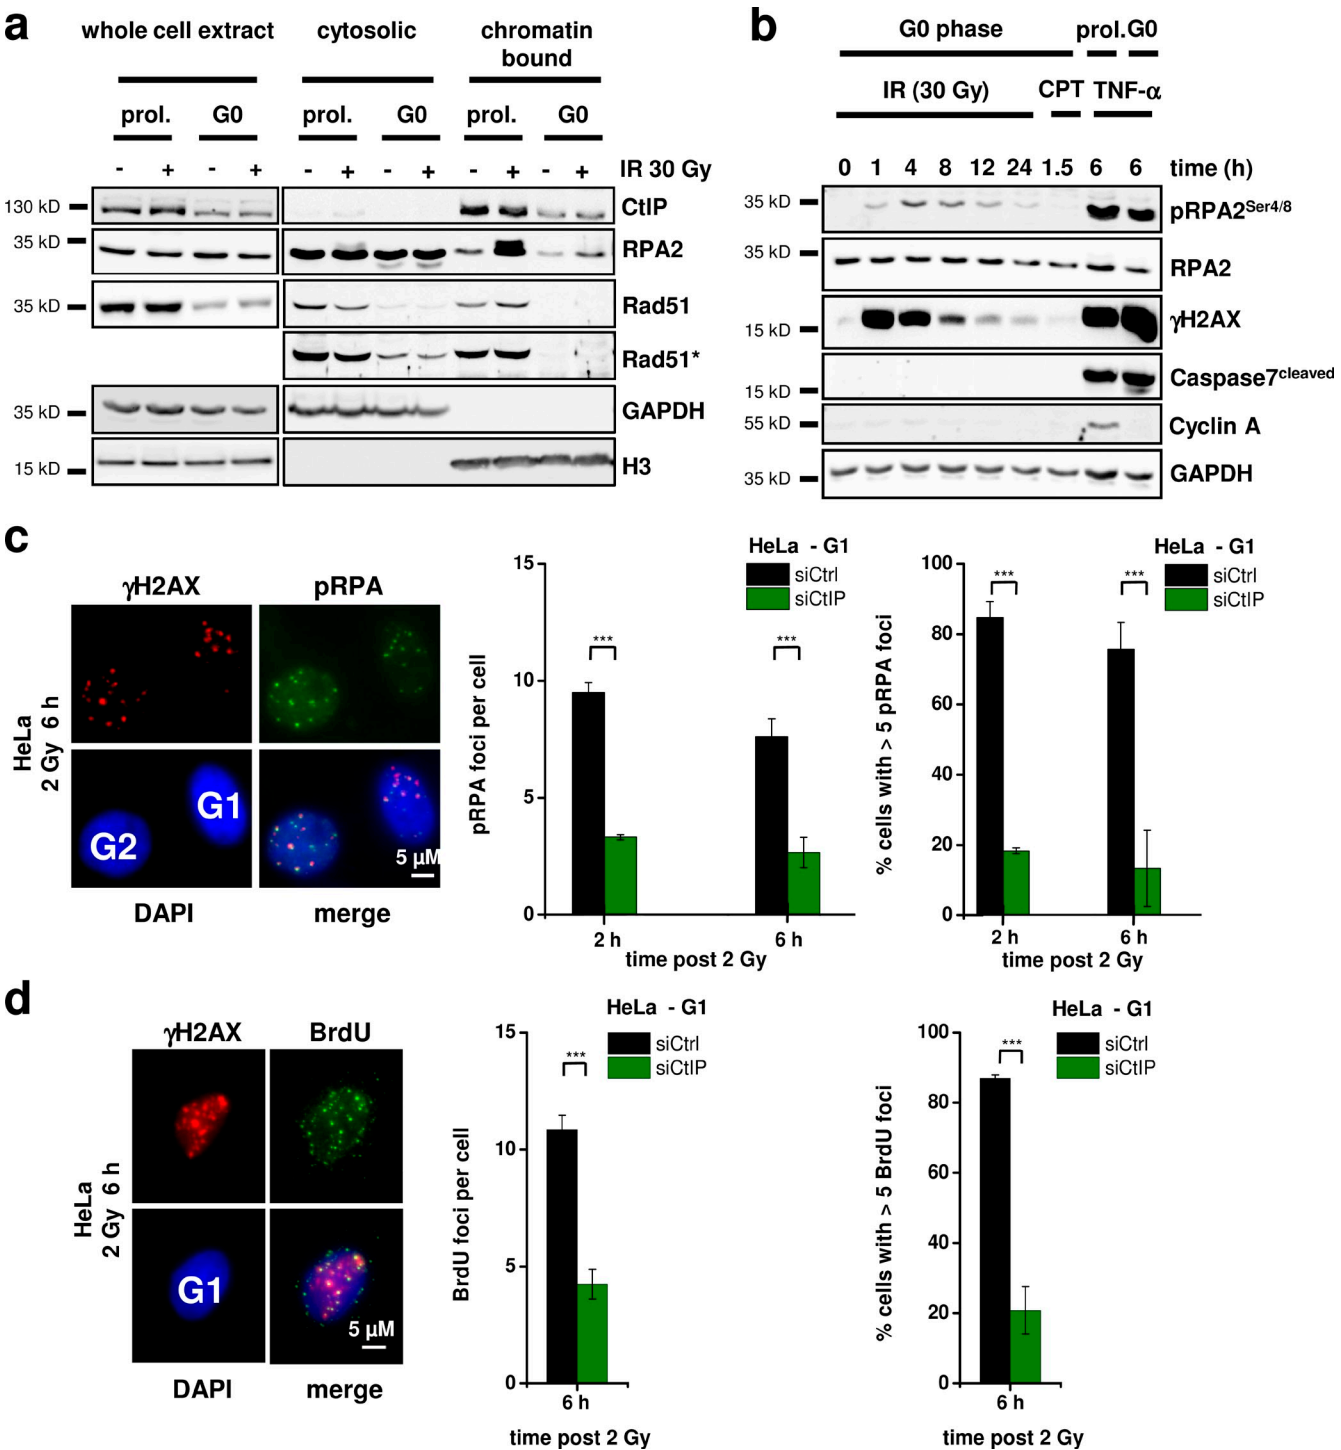 a
whole cell extract cytosolic chromatin
bound
prol. G0 prol. G0 prol. G0
- + - + - + - + - + - + IR 30 Gy
130 kD CtIP
35 kD RPA2
35 kD Rad51
Rad51*
35 kD GAPDH
15 kD H3
b
G0 phase prol. G0
IR (30 Gy) CPT TNF-α
0 1 4 8 12 24 1.5 6 6 time (h)
35 kD pRPA2Ser4/8
35 kD RPA2
15 kD γH2AX
15 kD Caspase7cleaved
55 kD Cyclin A
35 kD GAPDH
c
γH2AX pRPA
HeLa
2 Gy 6 h
G2 G1
5 µM
DAPI merge
HeLa - G1
siCtrl
siCtIP
pRPA foci per cell
15
10
5
0
***
***
2 h 6 h
time post 2 Gy
HeLa - G1
siCtrl
siCtIP
% cells with > 5 pRPA foci
100
80
60
40
20
0
***
***
2 h 6 h
time post 2 Gy
d
γH2AX BrdU
HeLa
2 Gy 6 h
G1
5 µM
DAPI merge
HeLa - G1
siCtrl
siCtIP
BrdU foci per cell
15
10
5
0
***
6 h
time post 2 Gy
HeLa - G1
siCtrl
siCtIP
% cells with > 5 BrdU foci
100
80
60
40
20
0
***
6 h
time post 2 Gy